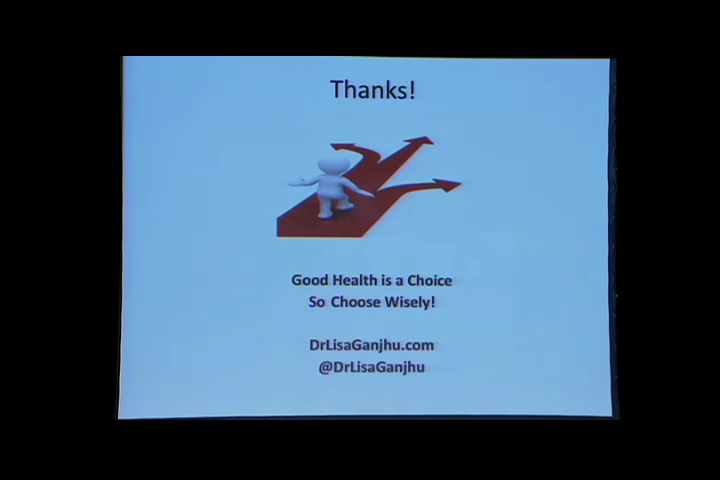 Thanks!
Good Health is a Choice
So Choose Wisely!
DrLisaGanjhu.com
@DrLisaGanjhu